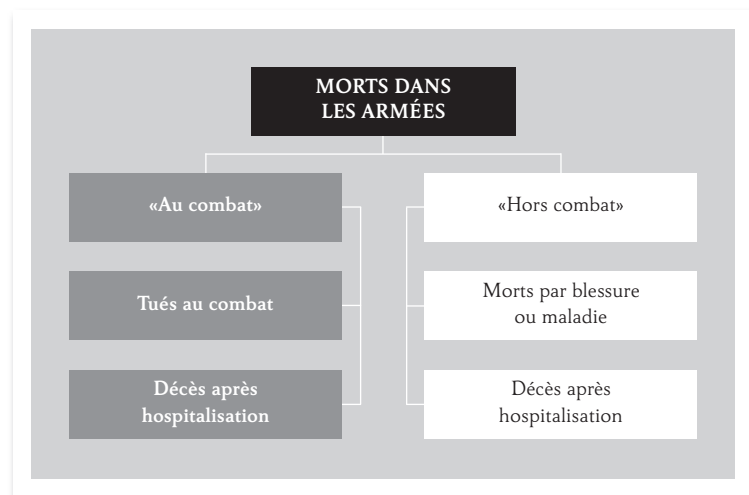 MORTS DANS
LES ARMÉES
«Au combat»
«Hors combat»
Tués au combat
Morts par blessure
ou maladie
Décès après
hospitalisation
Décès après
hospitalisation